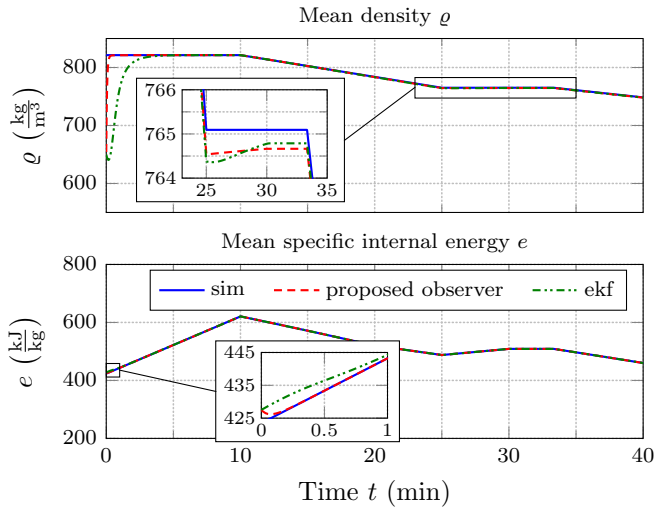 Mean density ϱ
ϱ (kg/m³)
800
700
600
766
765
764
25 30 35
Mean specific internal energy e
e (kJ/kg)
800
600
400
200
sim proposed observer ekf
445
435
425
0 0.5 1
0 10 20 30 40
Time t (min)